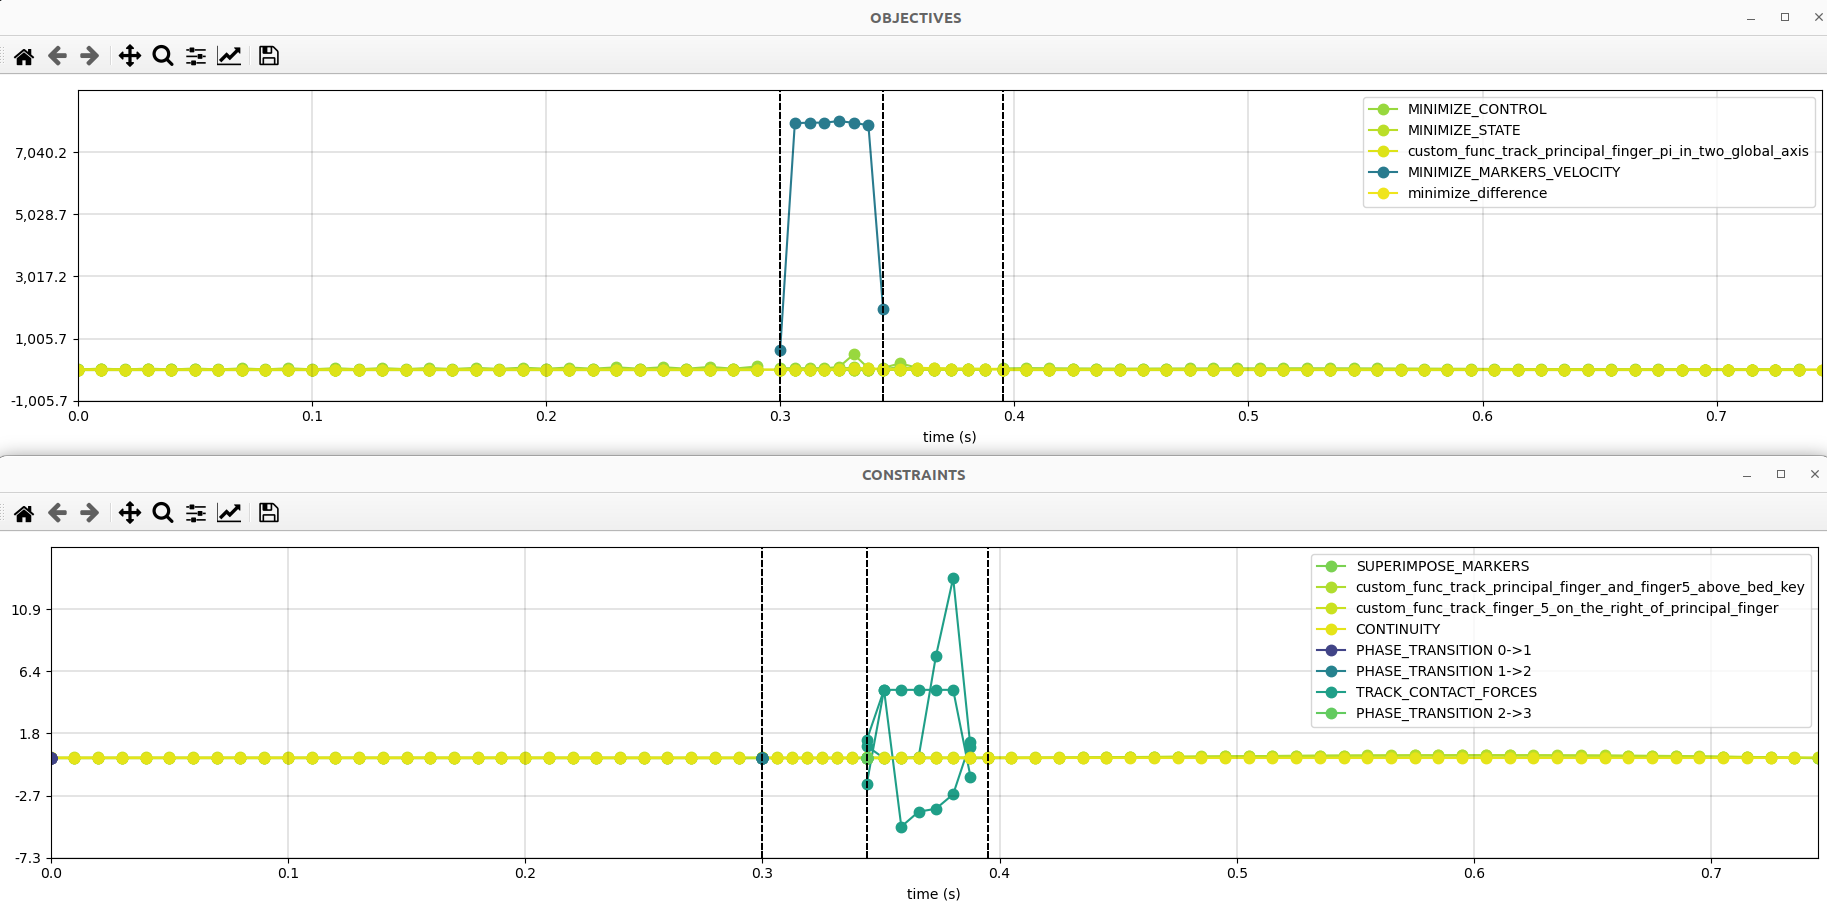 OBJECTIVES
MINIMIZE_CONTROL
MINIMIZE_STATE
custom_func_track_principal_finger_pi_in_two_global_axis
MINIMIZE_MARKERS_VELOCITY
minimize_difference
7,040.2
5,028.7
3,017.2
1,005.7
-1,005.7
0.0 0.1 0.2 0.3 0.4 0.5 0.6 0.7
time (s)
CONSTRAINTS
SUPERIMPOSE_MARKERS
custom_func_track_principal_finger_and_finger5_above_bed_key
custom_func_track_finger_5_on_the_right_of_principal_finger
CONTINUITY
PHASE_TRANSITION 0->1
PHASE_TRANSITION 1->2
TRACK_CONTACT_FORCES
PHASE_TRANSITION 2->3
10.9
6.4
1.8
-2.7
-7.3
0.0 0.1 0.2 0.3 0.4 0.5 0.6 0.7
time (s)